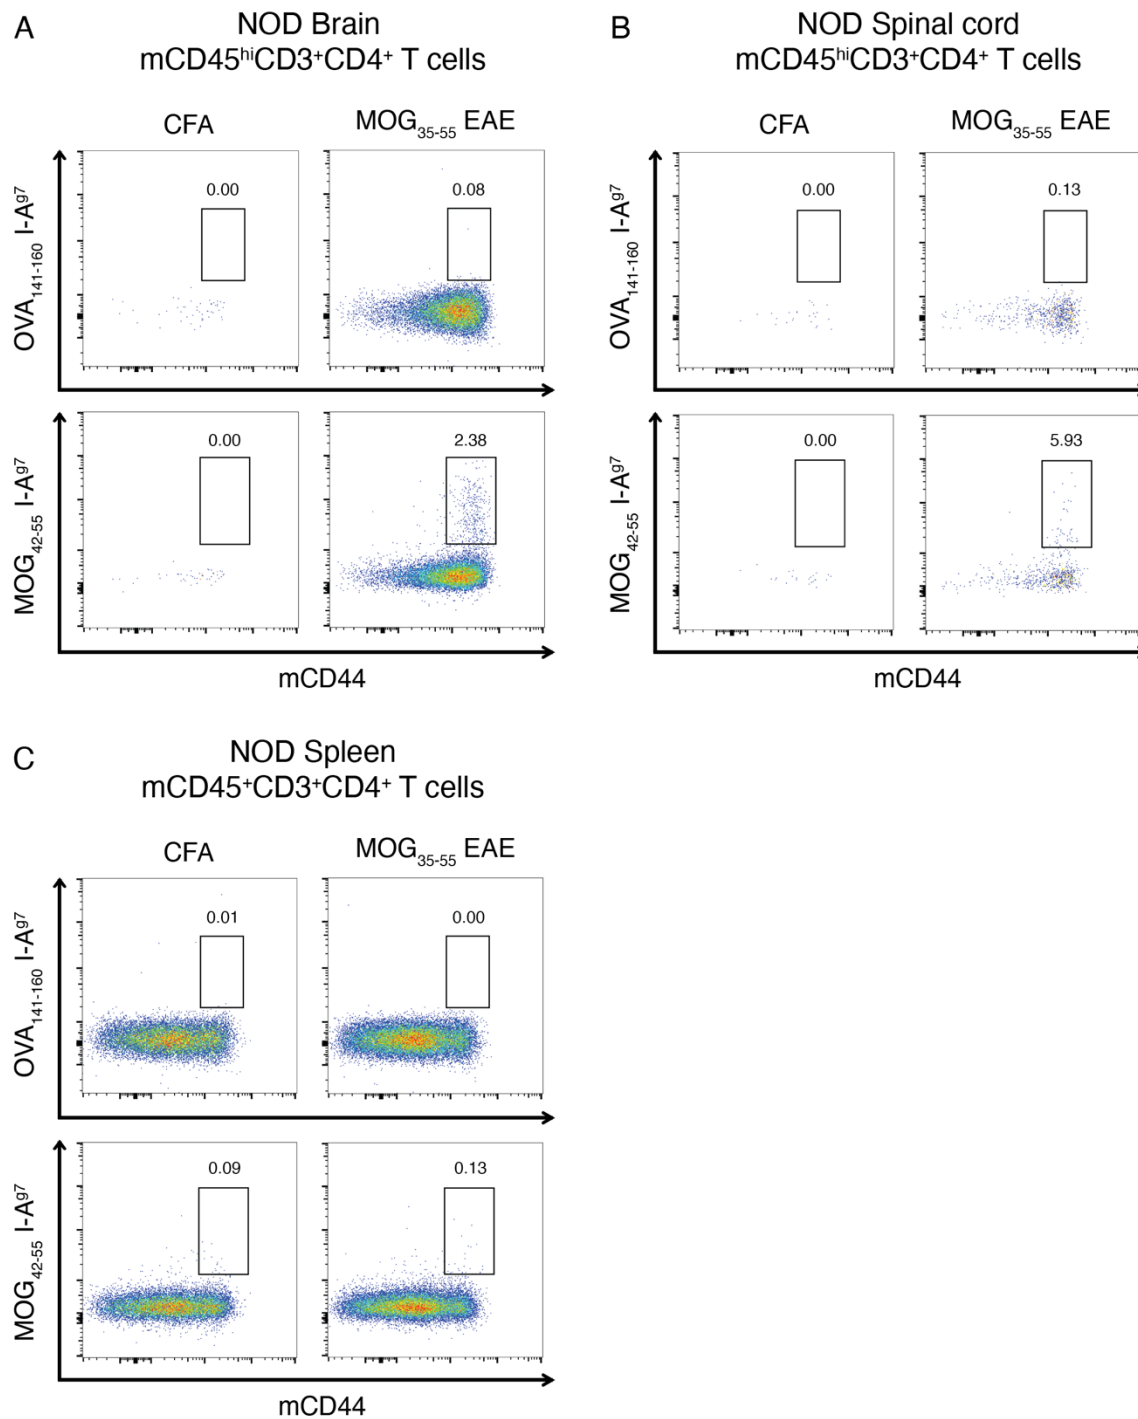 A
NOD Brain
mCD45ʰⁱCD3⁺CD4⁺ T cells
CFA
MOG₃₅₋₅₅ EAE
OVA₁₄₁₋₁₆₀ I-Aᵍ⁷
0.00
0.08
MOG₄₂₋₅₅ I-Aᵍ⁷
0.00
2.38
mCD44
B
NOD Spinal cord
mCD45ʰⁱCD3⁺CD4⁺ T cells
CFA
MOG₃₅₋₅₅ EAE
OVA₁₄₁₋₁₆₀ I-Aᵍ⁷
0.00
0.13
MOG₄₂₋₅₅ I-Aᵍ⁷
0.00
5.93
mCD44
C
NOD Spleen
mCD45⁺CD3⁺CD4⁺ T cells
CFA
MOG₃₅₋₅₅ EAE
OVA₁₄₁₋₁₆₀ I-Aᵍ⁷
0.01
0.00
MOG₄₂₋₅₅ I-Aᵍ⁷
0.09
0.13
mCD44